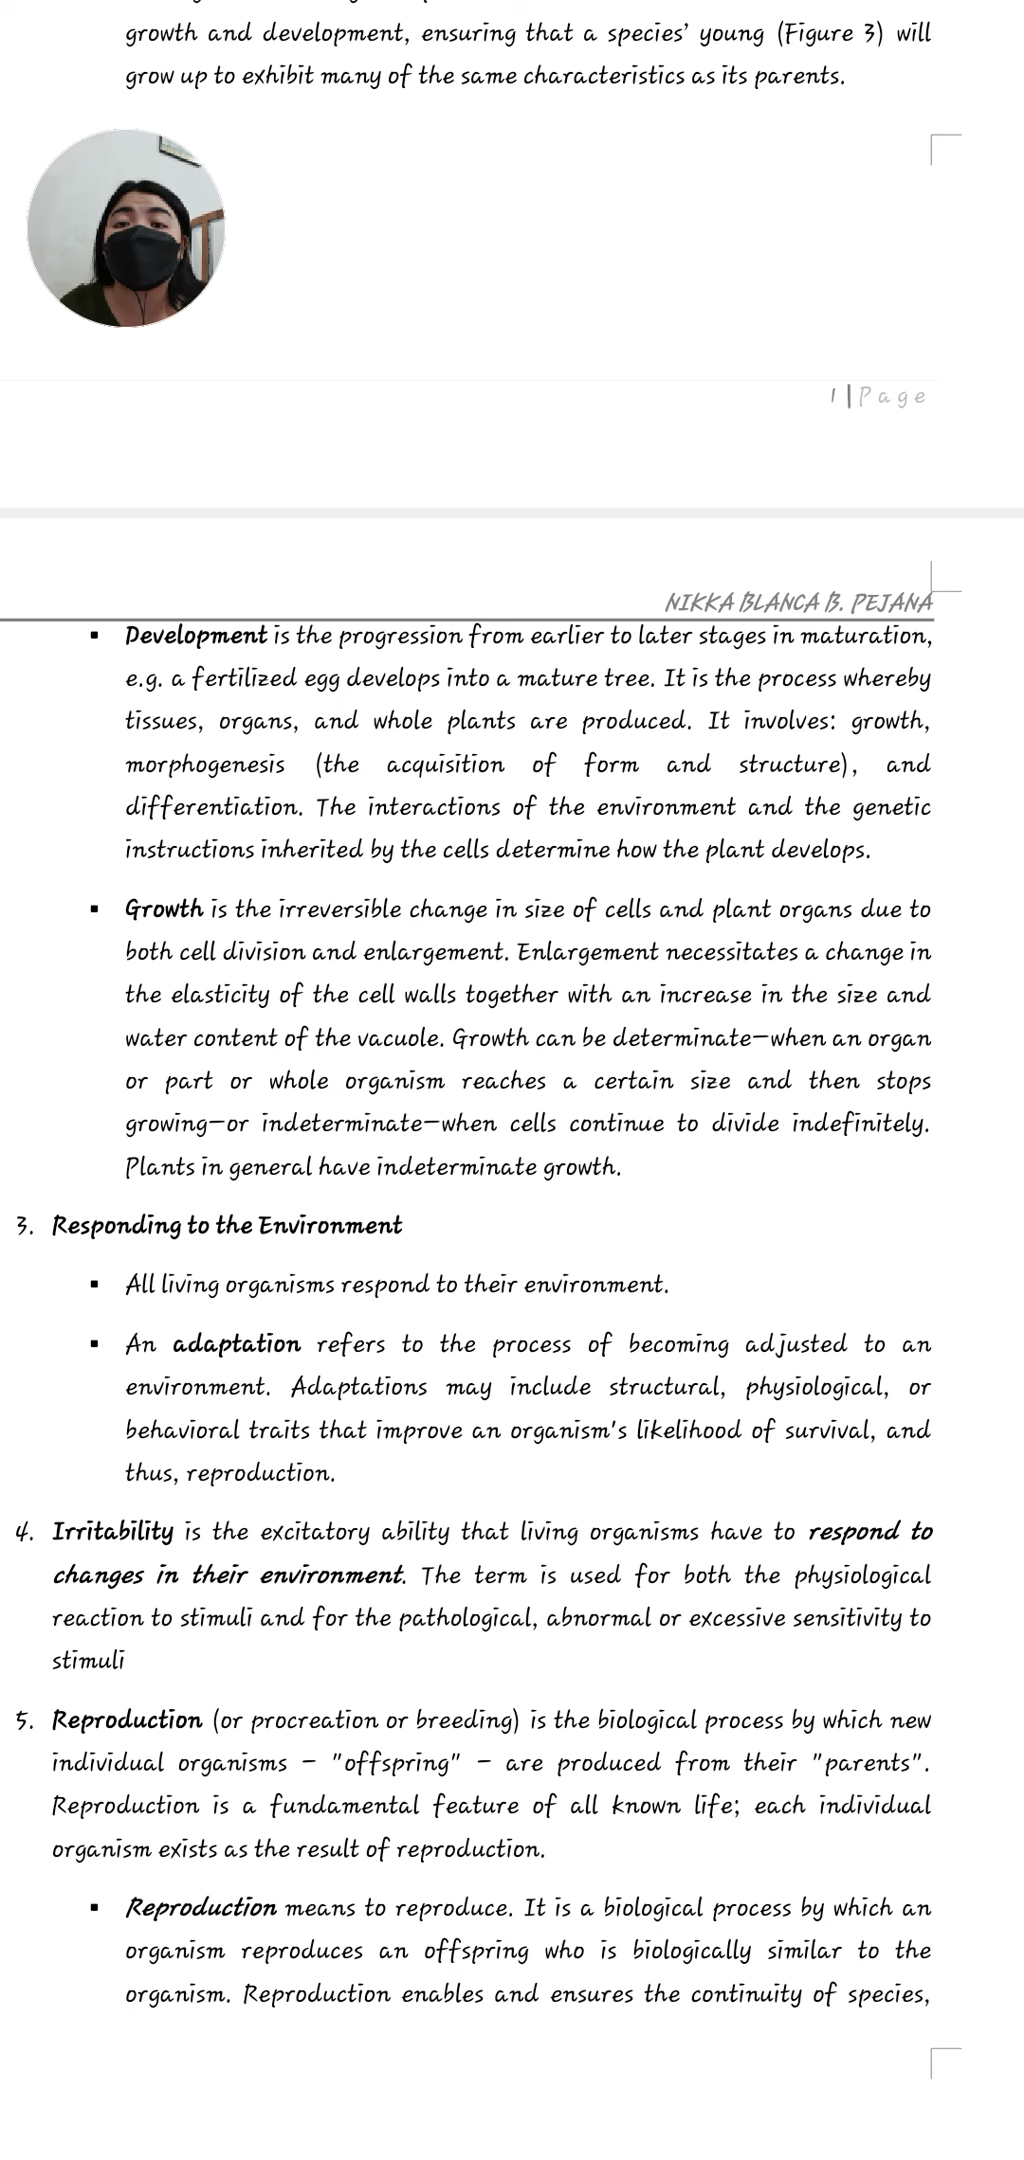 growth and development, ensuring that a species’ young (Figure 3) will
grow up to exhibit many of the same characteristics as its parents.
1 | Page
NIKKA BLANCA B. PEJANA
▪ Development is the progression from earlier to later stages in maturation,
e.g. a fertilized egg develops into a mature tree. It is the process whereby
tissues, organs, and whole plants are produced. It involves: growth,
morphogenesis (the acquisition of form and structure), and
differentiation. The interactions of the environment and the genetic
instructions inherited by the cells determine how the plant develops.
▪ Growth is the irreversible change in size of cells and plant organs due to
both cell division and enlargement. Enlargement necessitates a change in
the elasticity of the cell walls together with an increase in the size and
water content of the vacuole. Growth can be determinate—when an organ
or part or whole organism reaches a certain size and then stops
growing—or indeterminate—when cells continue to divide indefinitely.
Plants in general have indeterminate growth.
3. Responding to the Environment
▪ All living organisms respond to their environment.
▪ An adaptation refers to the process of becoming adjusted to an
environment. Adaptations may include structural, physiological, or
behavioral traits that improve an organism's likelihood of survival, and
thus, reproduction.
4. Irritability is the excitatory ability that living organisms have to respond to
changes in their environment. The term is used for both the physiological
reaction to stimuli and for the pathological, abnormal or excessive sensitivity to
stimuli
5. Reproduction (or procreation or breeding) is the biological process by which new
individual organisms – "offspring" – are produced from their "parents".
Reproduction is a fundamental feature of all known life; each individual
organism exists as the result of reproduction.
▪ Reproduction means to reproduce. It is a biological process by which an
organism reproduces an offspring who is biologically similar to the
organism. Reproduction enables and ensures the continuity of species,